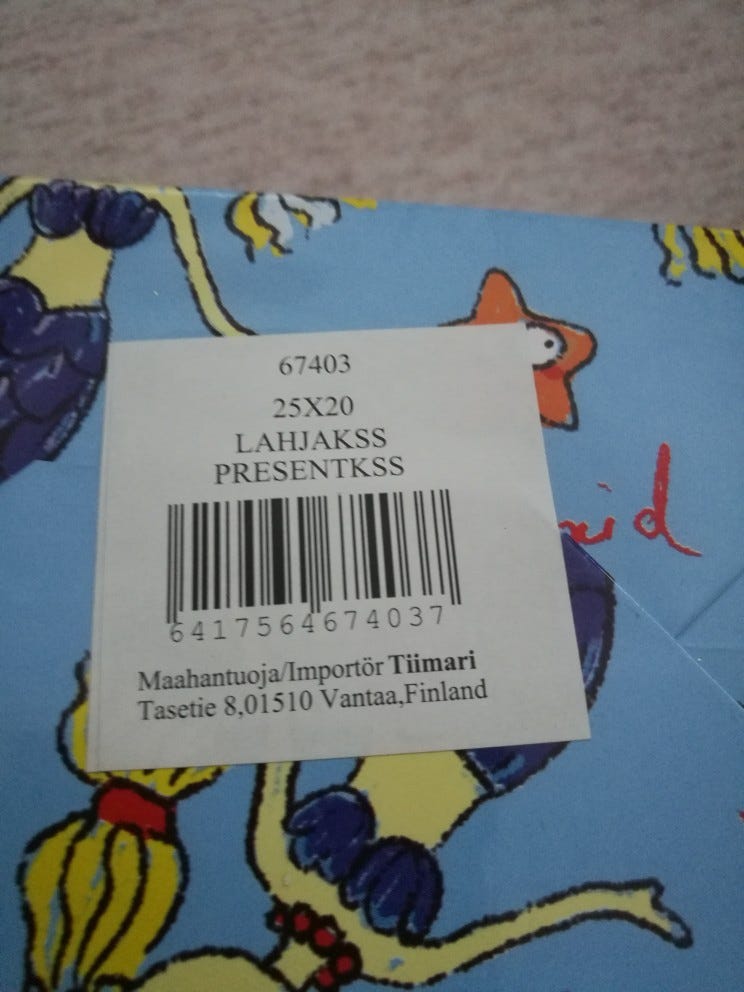 67403
25X20
LAHJAKSS
PRESENTKSS
6417564674037
Maahantuoja/Importör Tiimari
Tasetie 8,01510 Vantaa,Finland